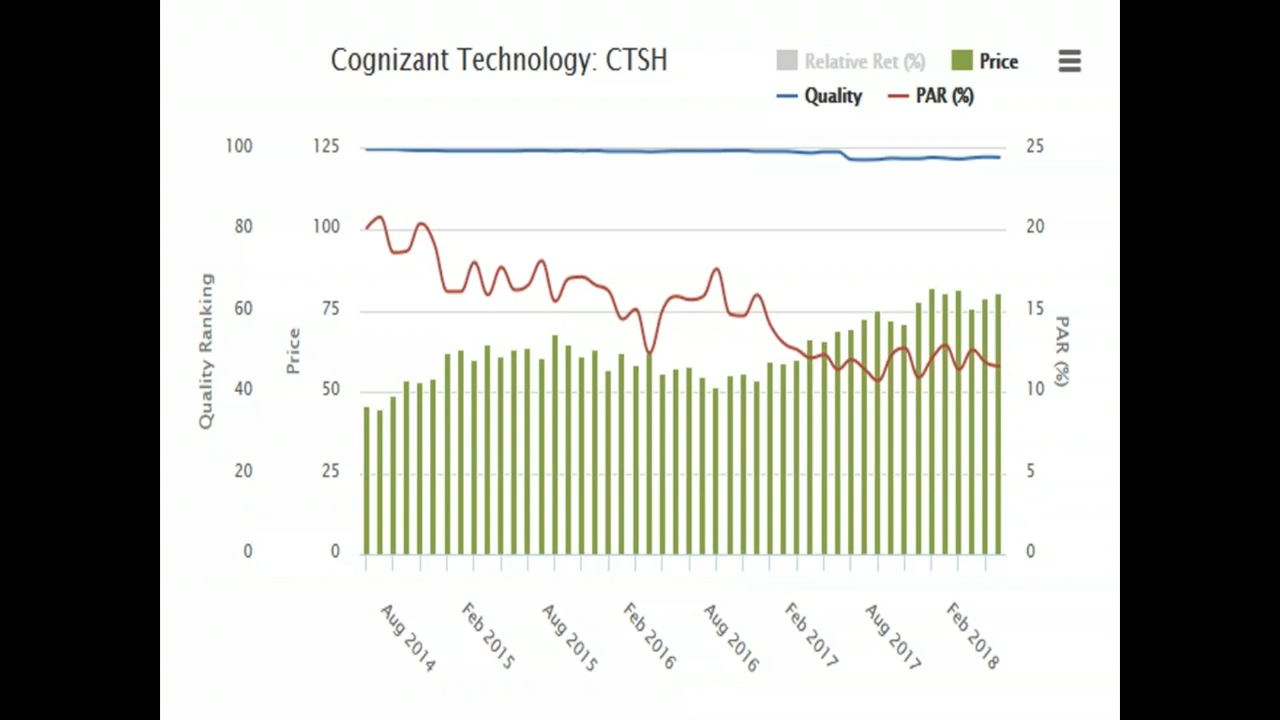 Cognizant Technology: CTSH
Relative Ret (%) Price
Quality PAR (%)
100 125 25
80 100 20
60 75 15
40 50 10
20 25 5
0 0 0
Quality Ranking
Price
PAR (%)
Aug 2014 Feb 2015 Aug 2015 Feb 2016 Aug 2016 Feb 2017 Aug 2017 Feb 2018